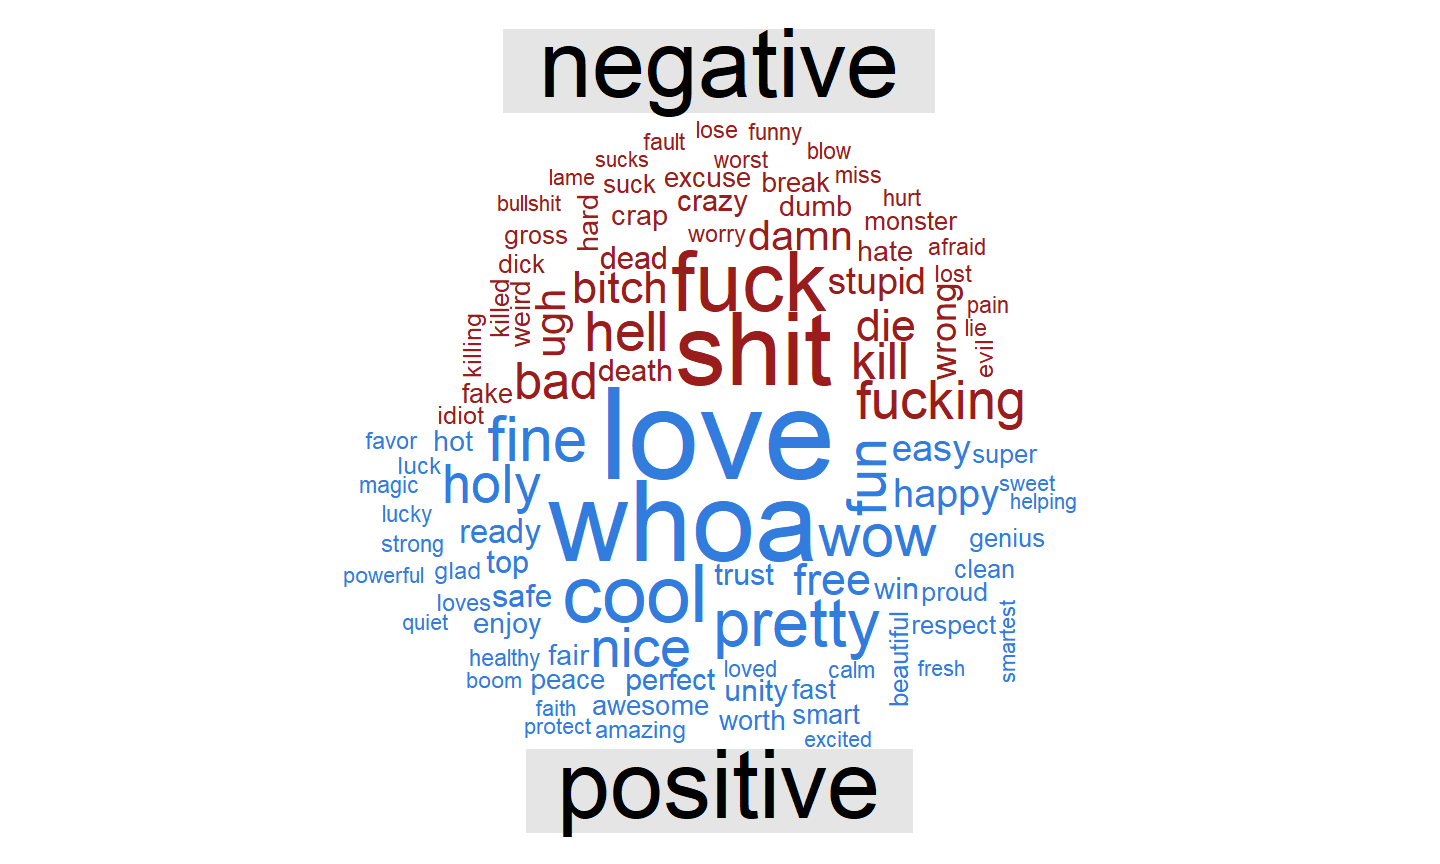 negative
fault lose funny
sucks worst blow
lame suck excuse break miss
bullshit hard crap crazy dumb hurt
gross worry damn monster
dick dead hate afraid
killed weird ugh bitch fuck stupid lost
killing hell shit die wrong pain
lie
fake bad death kill evil
idiot fucking
favor hot fine love fun easy super
luck
magic holy happy sweet
helping
lucky ready whoa wow genius
strong
powerful glad top cool trust free win proud clean
loves safe
quiet enjoy pretty beautiful respect smartest
healthy fair nice loved calm fresh
boom peace perfect unity fast
faith awesome worth smart
protect amazing excited
positive